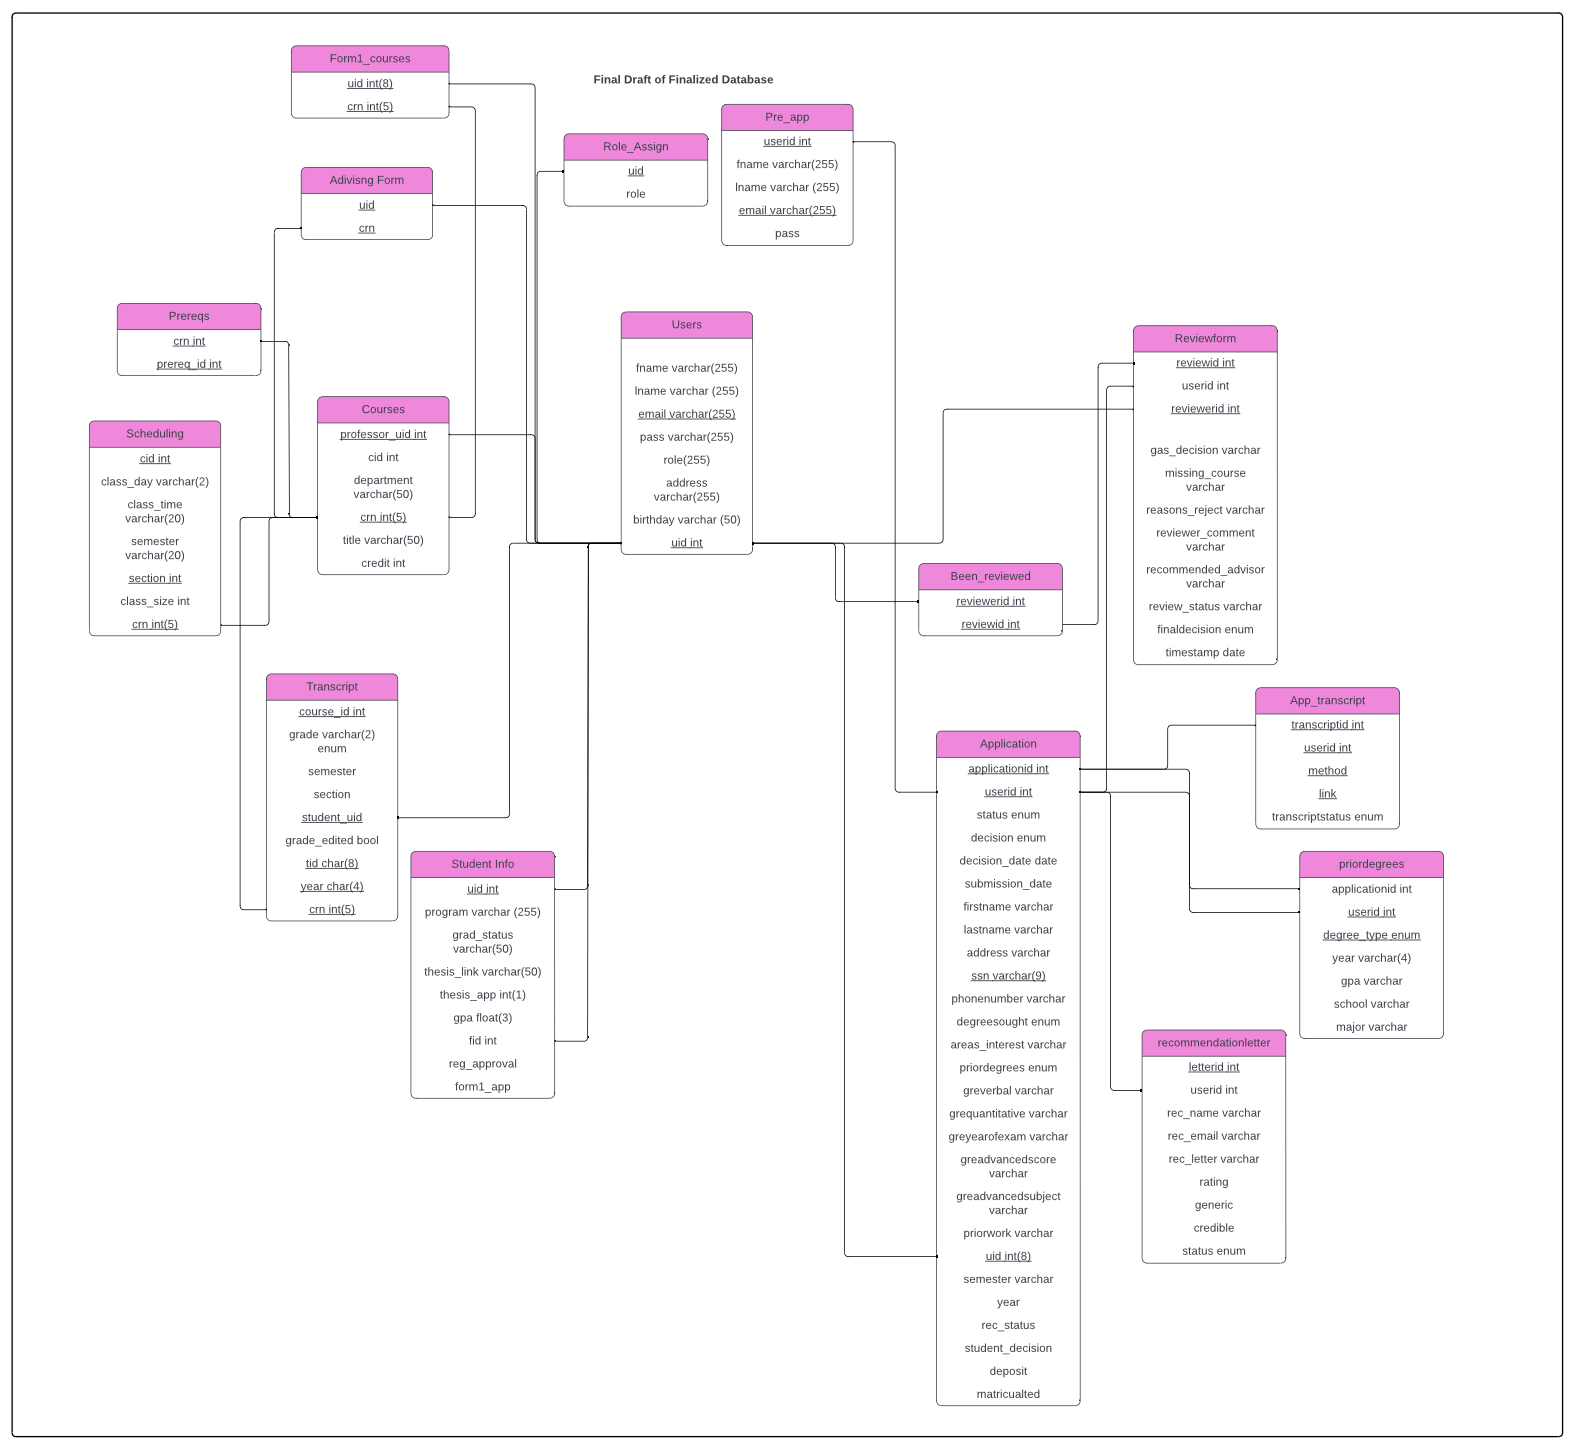 Final Draft of Finalized Database
Form1_courses
uid int(8)
crn int(5)
Adivisng Form
uid
crn
Role_Assign
uid
role
Pre_app
userid int
fname varchar(255)
lname varchar (255)
email varchar(255)
pass
Prereqs
crn int
prereq_id int
Scheduling
cid int
class_day varchar(2)
class_time
varchar(20)
semester
varchar(20)
section int
class_size int
crn int(5)
Courses
professor_uid int
cid int
department
varchar(50)
crn int(5)
title varchar(50)
credit int
Users
fname varchar(255)
lname varchar (255)
email varchar(255)
pass varchar(255)
role(255)
address
varchar(255)
birthday varchar (50)
uid int
Reviewform
reviewid int
userid int
reviewerid int
gas_decision varchar
missing_course
varchar
reasons_reject varchar
reviewer_comment
varchar
recommended_advisor
varchar
review_status varchar
finaldecision enum
timestamp date
Been_reviewed
reviewerid int
reviewid int
Transcript
course_id int
grade varchar(2)
enum
semester
section
student_uid
grade_edited bool
tid char(8)
year char(4)
crn int(5)
Student Info
uid int
program varchar (255)
grad_status
varchar(50)
thesis_link varchar(50)
thesis_app int(1)
gpa float(3)
fid int
reg_approval
form1_app
Application
applicationid int
userid int
status enum
decision enum
decision_date date
submission_date
firstname varchar
lastname varchar
address varchar
ssn varchar(9)
phonenumber varchar
degreesought enum
areas_interest varchar
priordegrees enum
greverbal varchar
grequantitative varchar
greyearofexam varchar
greadvancedscore
varchar
greadvancedsubject
varchar
priorwork varchar
uid int(8)
semester varchar
year
rec_status
student_decision
deposit
matricualted
App_transcript
transcriptid int
userid int
method
link
transcriptstatus enum
priordegrees
applicationid int
userid int
degree_type enum
year varchar(4)
gpa varchar
school varchar
major varchar
recommendationletter
letterid int
userid int
rec_name varchar
rec_email varchar
rec_letter varchar
rating
generic
credible
status enum